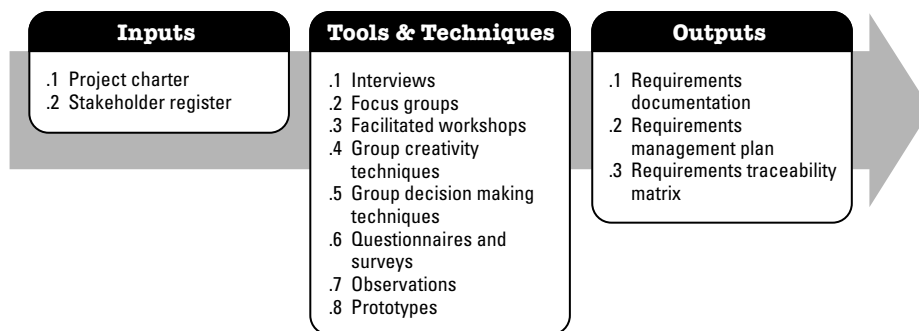 Inputs
.1 Project charter
.2 Stakeholder register
Tools & Techniques
.1 Interviews
.2 Focus groups
.3 Facilitated workshops
.4 Group creativity
techniques
.5 Group decision making
techniques
.6 Questionnaires and
surveys
.7 Observations
.8 Prototypes
Outputs
.1 Requirements
documentation
.2 Requirements
management plan
.3 Requirements traceability
matrix